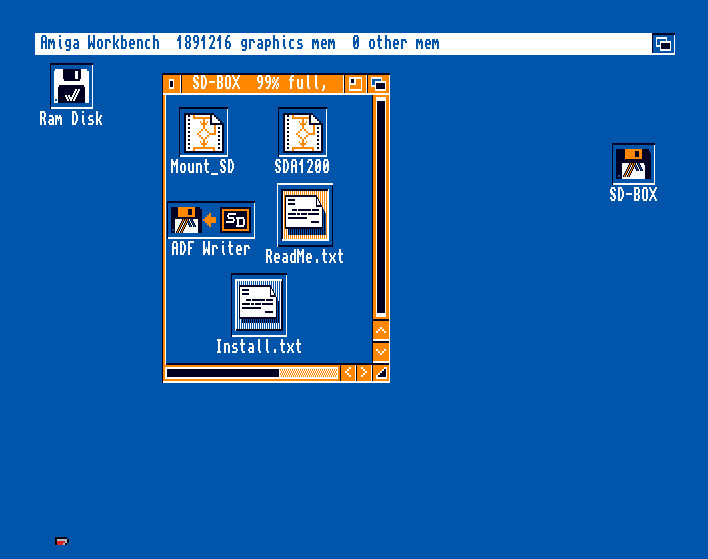 Amiga Workbench  1891216 graphics mem  0 other mem
Ram Disk
SD-BOX  99% full,
Mount_SD
SDA1200
SD
ADF Writer
ReadMe.txt
Install.txt
SD-BOX